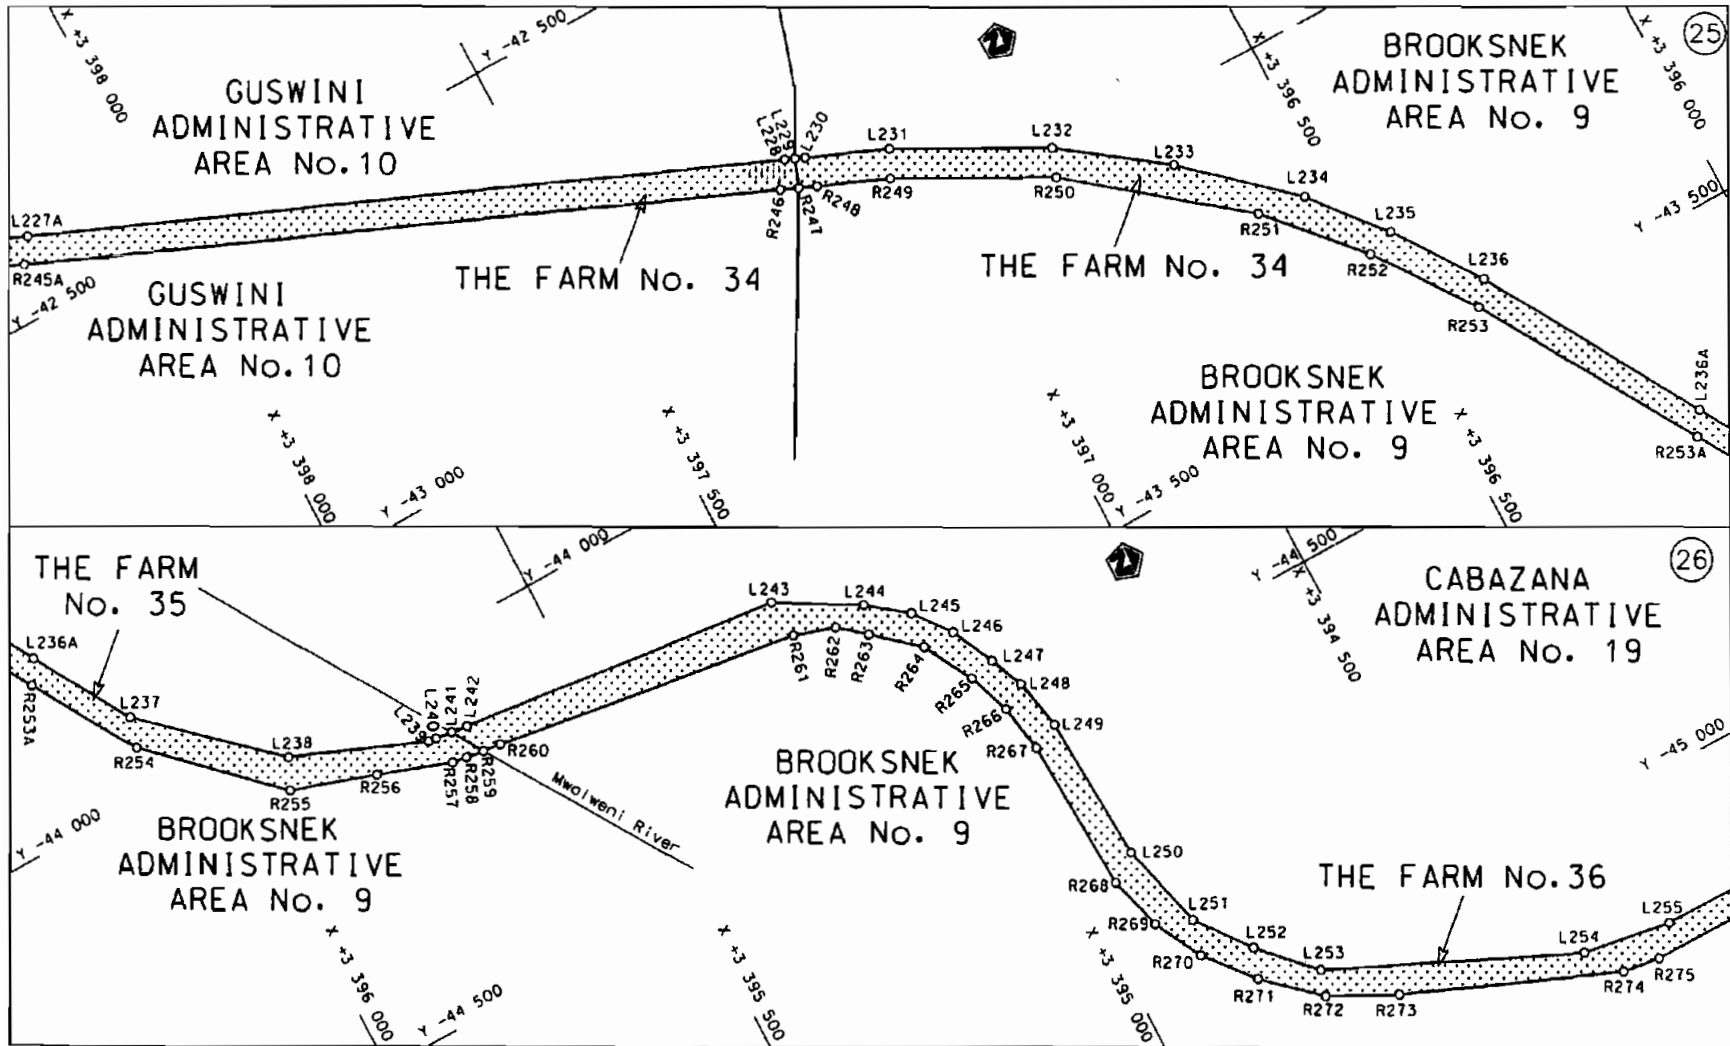 25
X +3 398 000
Y -42 500
X +3 396 500
X +3 396 000
Y -43 500
GUSWINI
ADMINISTRATIVE
AREA No.10
BROOKSNEK
ADMINISTRATIVE
AREA No. 9
L227A
L228
L229
L230
L231
L232
L233
L234
L235
L236
L236A
R245A
R246
R247
R248
R249
R250
R251
R252
R253
R253A
Y -42 500
THE FARM No. 34
THE FARM No. 34
GUSWINI
ADMINISTRATIVE
AREA No.10
BROOKSNEK
ADMINISTRATIVE
AREA No. 9
X +3 398 000
Y -43 000
X +3 397 500
X +3 397 000
Y -43 500
X +3 396 500
26
THE FARM
No. 35
Y -44 000
Y -44 500
X +3 394 500
CABAZANA
ADMINISTRATIVE
AREA No. 19
L236A
L237
L238
L239
L240
L241
L242
L243
L244
L245
L246
L247
L248
L249
L250
L251
L252
L253
L254
L255
R253A
R254
R255
R256
R257
R258
R259
R260
R261
R262
R263
R264
R265
R266
R267
R268
R269
R270
R271
R272
R273
R274
R275
Mwolweni River
Y -45 000
Y -44 000
BROOKSNEK
ADMINISTRATIVE
AREA No. 9
BROOKSNEK
ADMINISTRATIVE
AREA No. 9
THE FARM No.36
X +3 396 000
Y -44 500
X +3 395 500
X +3 395 000